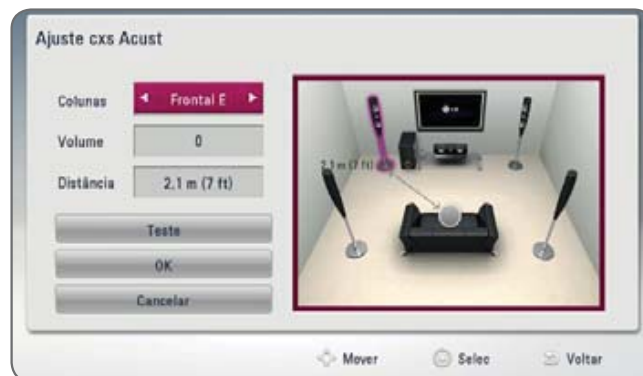 Ajuste cxs Acust
Colunas Frontal E
Volume 0
Distância 2.1 m (7 ft)
Teste
OK
Cancelar
2.1 m (7 ft)
LG
Mover Selec Voltar